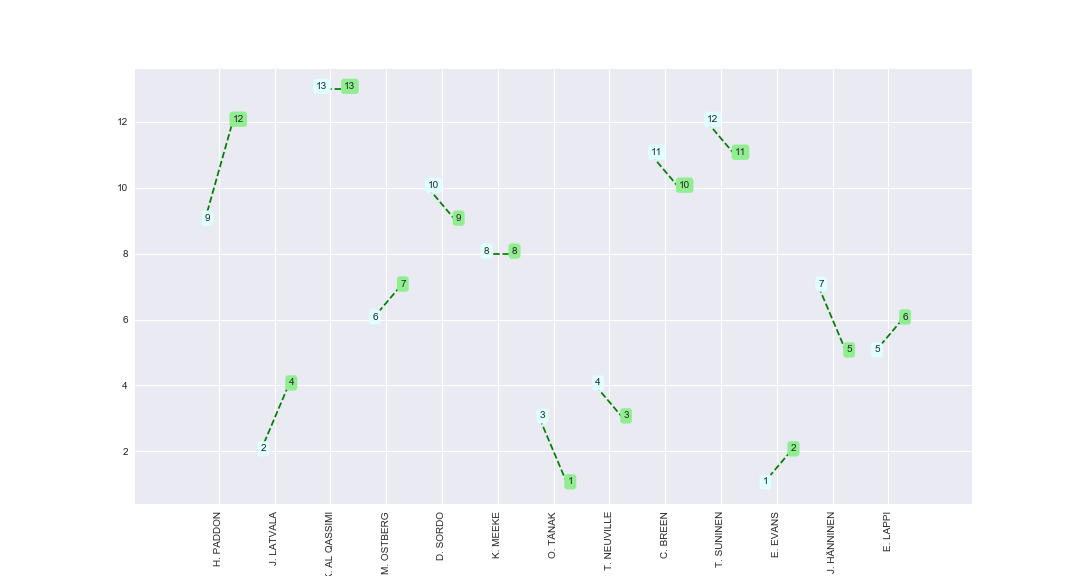 13 13
12 12
12
11 11
10 10
10
9 9
8 8 8
7 7
6 6 6
5 5
4 4 4
3 3
2 2 2
1 1
H. PADDON
J. LATVALA
. AL QASSIMI
M. OSTBERG
D. SORDO
K. MEEKE
O. TÄNAK
T. NEUVILLE
C. BREEN
T. SUNINEN
E. EVANS
J. HÄNNINEN
E. LAPPI